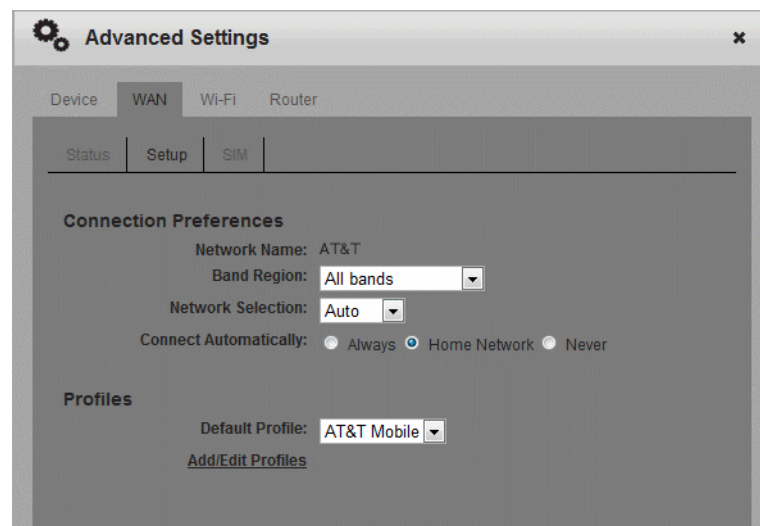 Advanced Settings
Device WAN Wi-Fi Router
Status Setup SIM
Connection Preferences
Network Name: AT&T
Band Region: All bands
Network Selection: Auto
Connect Automatically: Always Home Network Never
Profiles
Default Profile: AT&T Mobile
Add/Edit Profiles